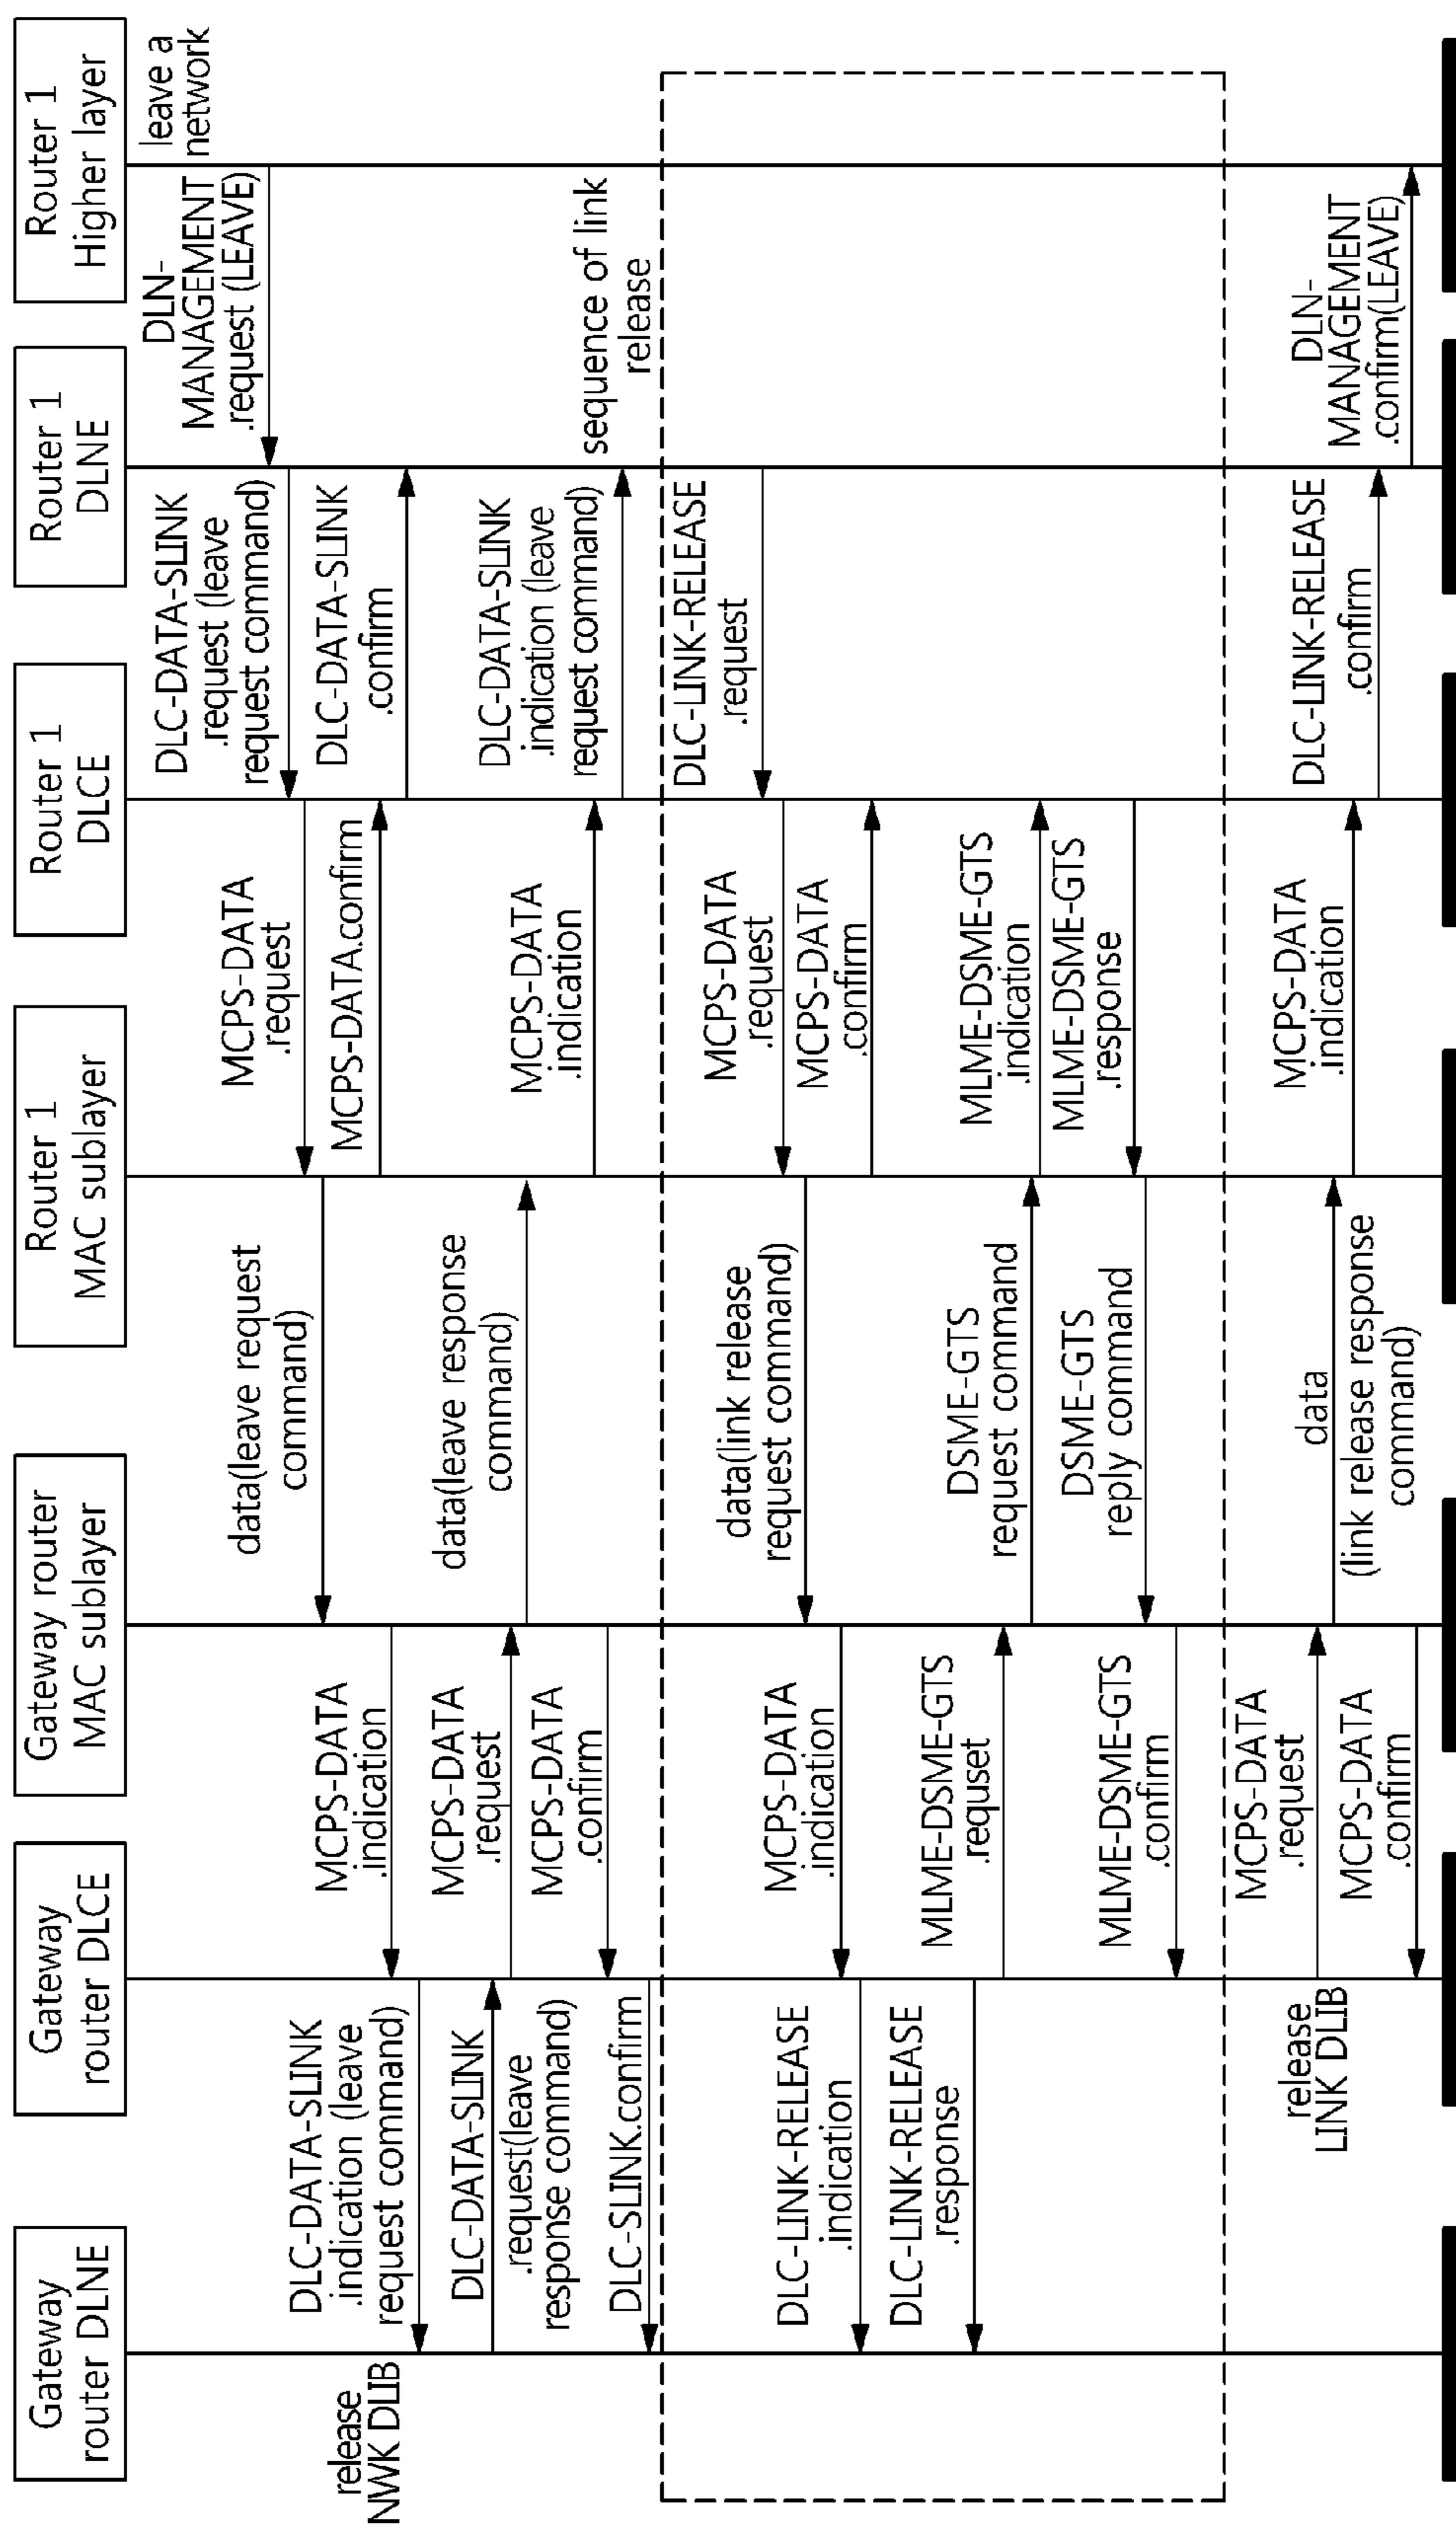 Gateway
router DLNE
Gateway
router DLCE
Gateway router
MAC sublayer
Router 1
MAC sublayer
Router 1
DLCE
Router 1
DLNE
Router 1
Higher layer
leave a
network
DLN-
MANAGEMENT
.request (LEAVE)
DLC-DATA-SLINK
.request (leave
request command)
MCPS-DATA
.request
data(leave request
command)
MCPS-DATA.confirm
DLC-DATA-SLINK
.confirm
MCPS-DATA
.indication
DLC-DATA-SLINK
.indication (leave
request command)
release
NWK DLIB
DLC-DATA-SLINK
.request(leave
response command)
MCPS-DATA
.request
data(leave response
command)
MCPS-DATA
.confirm
DLC-SLINK.confirm
MCPS-DATA
.indication
DLC-DATA-SLINK
.indication (leave
request command)
sequence of link
release
DLC-LINK-RELEASE
.request
MCPS-DATA
.request
data(link release
request command)
MCPS-DATA
.confirm
MCPS-DATA
.indication
DLC-LINK-RELEASE
.indication
DLC-LINK-RELEASE
.response
MLME-DSME-GTS
.requset
DSME-GTS
request command
MLME-DSME-GTS
.indication
MLME-DSME-GTS
.response
DSME-GTS
reply command
MLME-DSME-GTS
.confirm
release
LINK DLIB
MCPS-DATA
.request
data
(link release response
command)
MCPS-DATA
.confirm
MCPS-DATA
.indication
DLC-LINK-RELEASE
.confirm
DLN-
MANAGEMENT
.confirm(LEAVE)